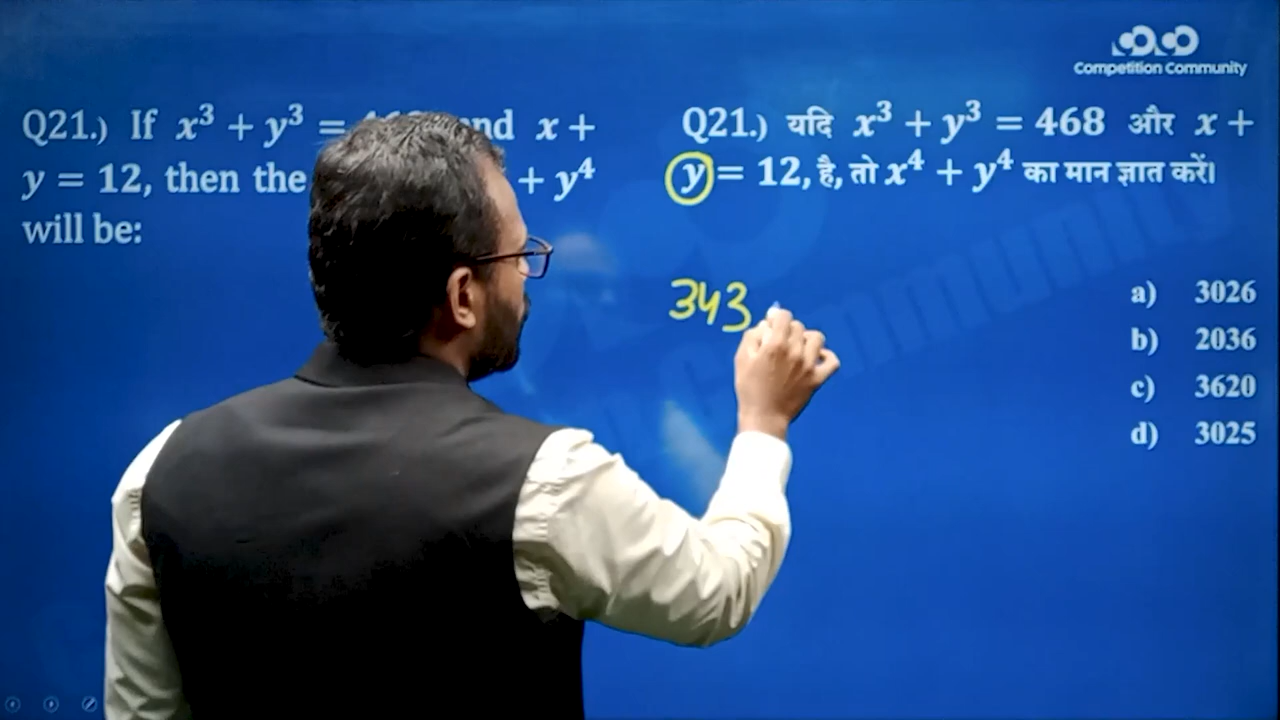 Competition Community
Q21.) If x³ + y³ = and x +
y = 12, then the + y⁴
will be:
Q21.) यदि x³ + y³ = 468 और x +
y = 12, है, तो x⁴ + y⁴ का मान ज्ञात करें।
343
a) 3026
b) 2036
c) 3620
d) 3025
Community